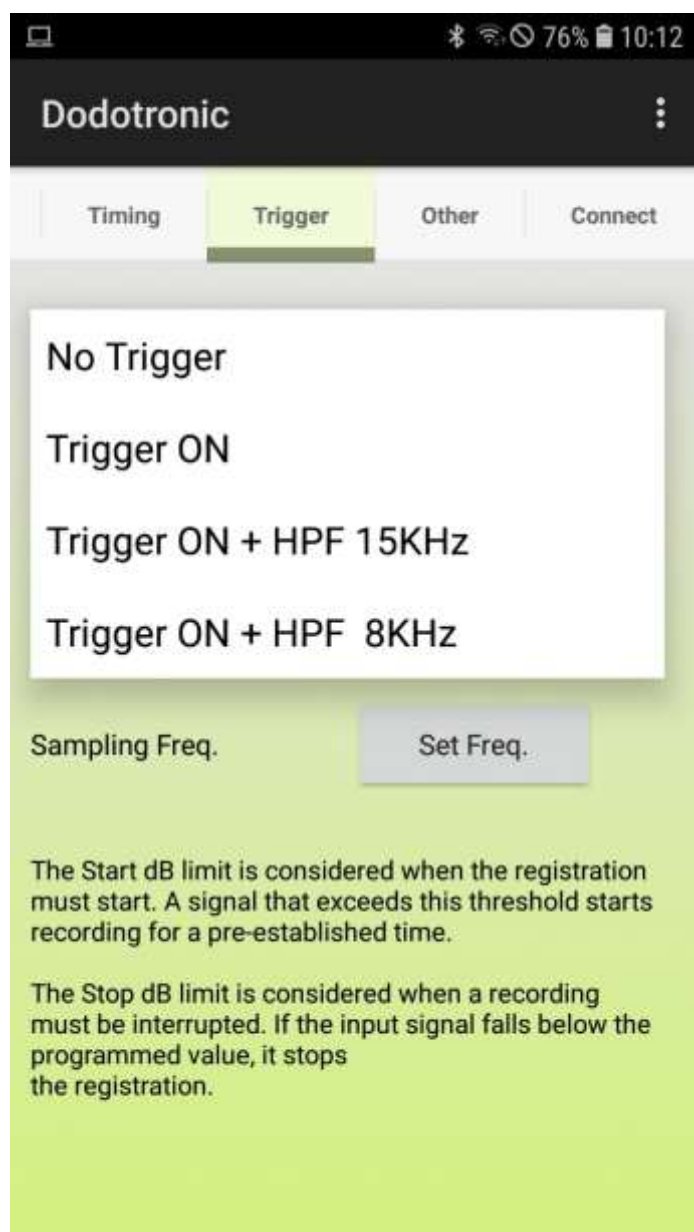 76% 10:12
Dodotronic
Timing Trigger Other Connect
No Trigger
Trigger ON
Trigger ON + HPF 15KHz
Trigger ON + HPF  8KHz
Sampling Freq. Set Freq.
The Start dB limit is considered when the registration
must start. A signal that exceeds this threshold starts
recording for a pre-established time.
The Stop dB limit is considered when a recording
must be interrupted. If the input signal falls below the
programmed value, it stops
the registration.